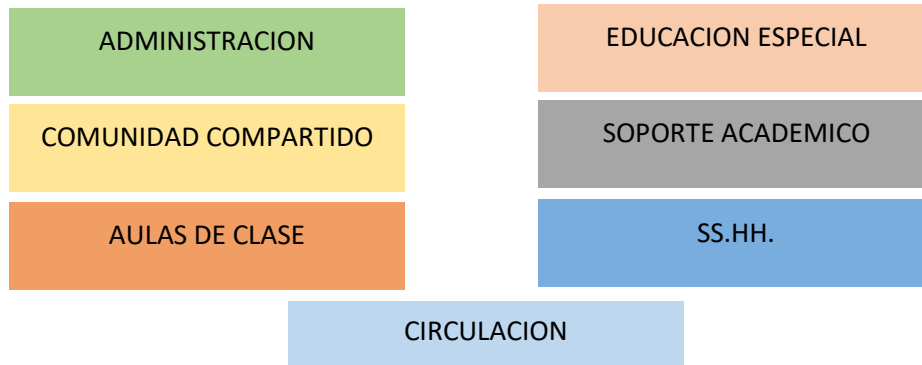 ADMINISTRACION
EDUCACION ESPECIAL
COMUNIDAD COMPARTIDO
SOPORTE ACADEMICO
AULAS DE CLASE
SS.HH.
CIRCULACION